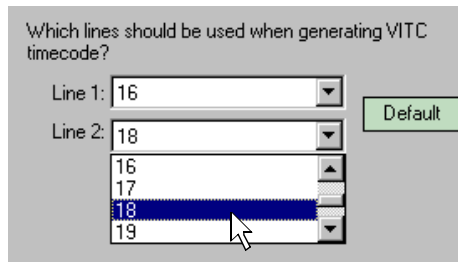 Which lines should be used when generating VITC
timecode?
Line 1: 16
Default
Line 2: 18
16
17
18
19